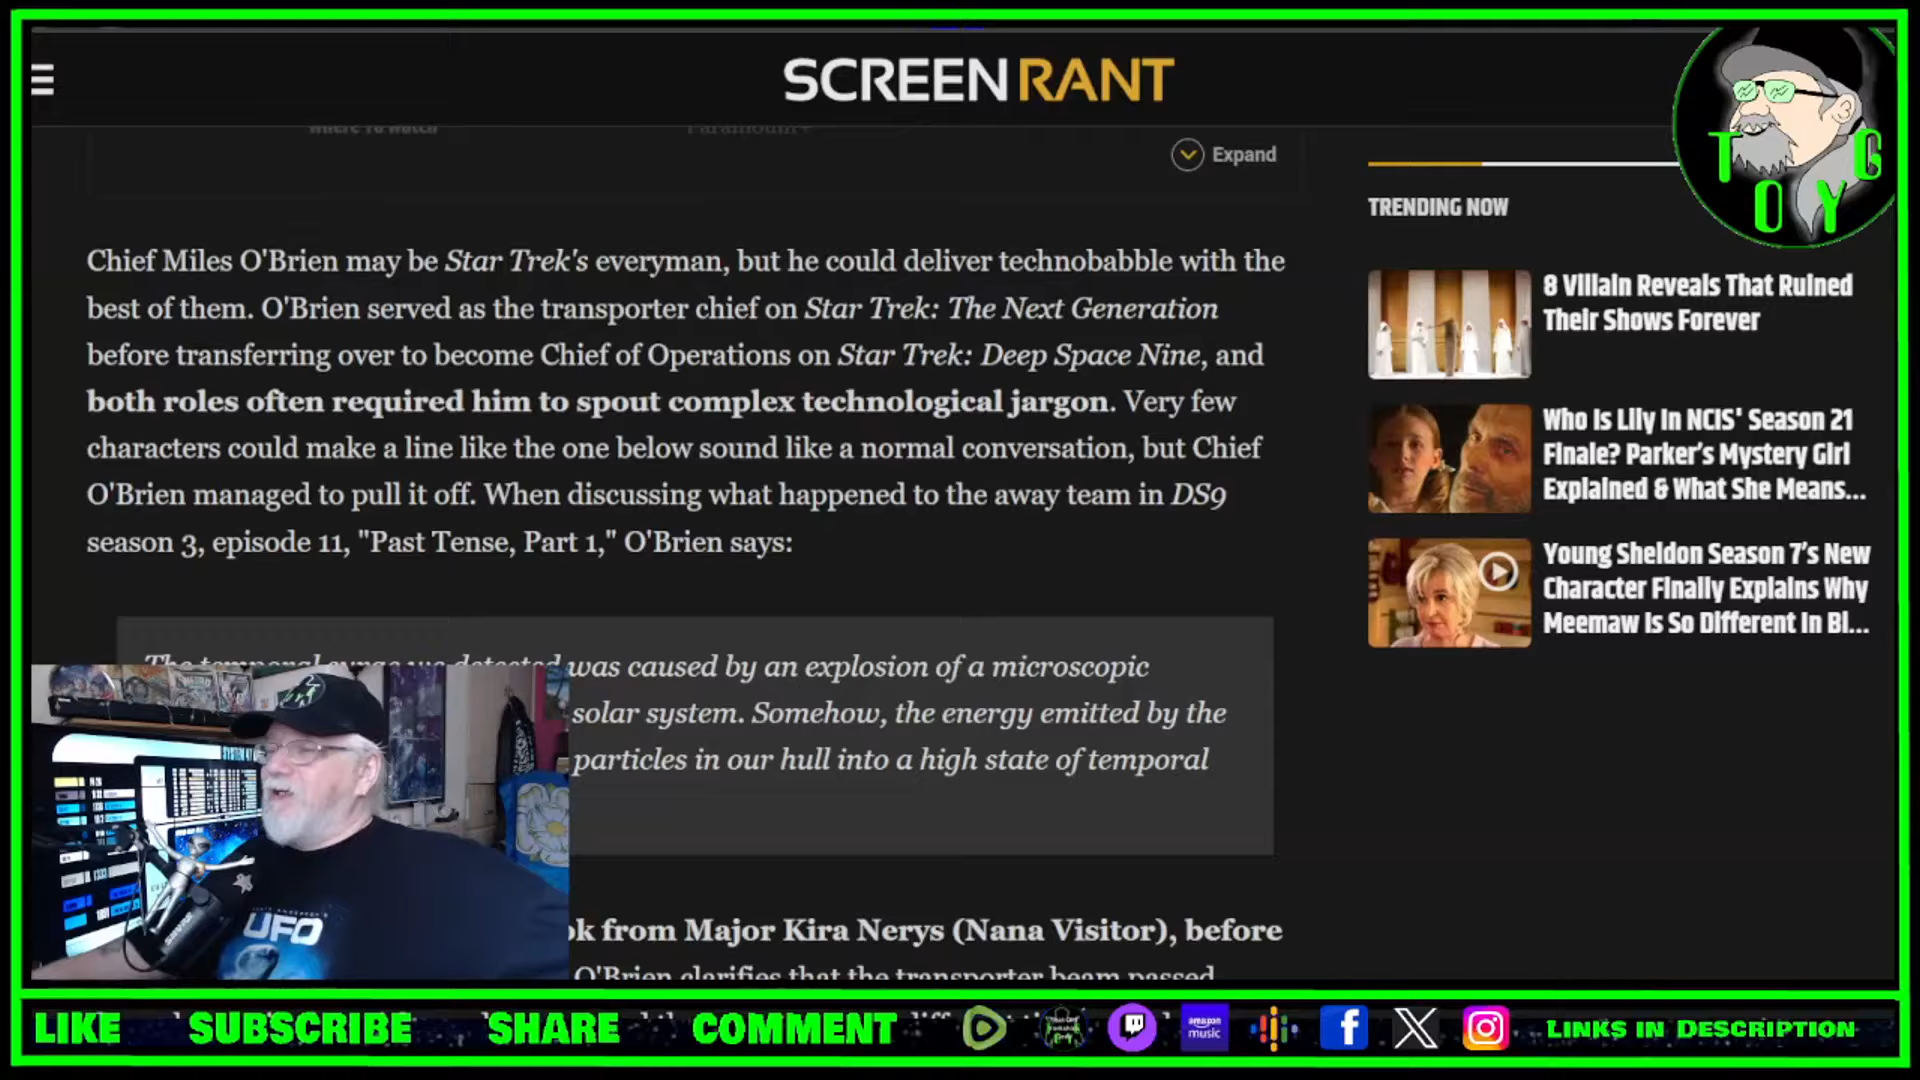 SCREENRANT
Where To Watch
Paramount+
Expand
Chief Miles O'Brien may be Star Trek's everyman, but he could deliver technobabble with the
best of them. O'Brien served as the transporter chief on Star Trek: The Next Generation
before transferring over to become Chief of Operations on Star Trek: Deep Space Nine, and
both roles often required him to spout complex technological jargon. Very few
characters could make a line like the one below sound like a normal conversation, but Chief
O'Brien managed to pull it off. When discussing what happened to the away team in DS9
season 3, episode 11, "Past Tense, Part 1," O'Brien says:
The temporal surge we detected was caused by an explosion of a microscopic
solar system. Somehow, the energy emitted by the
particles in our hull into a high state of temporal
ok from Major Kira Nerys (Nana Visitor), before
O'Brien clarifies that the transporter beam passed
TRENDING NOW
8 Villain Reveals That Ruined
Their Shows Forever
Who Is Lily In NCIS' Season 21
Finale? Parker's Mystery Girl
Explained & What She Means...
Young Sheldon Season 7's New
Character Finally Explains Why
Meemaw Is So Different In Bi...
T O Y G
UFO
LIKE SUBSCRIBE SHARE COMMENT
amazon
music
LINKS IN DESCRIPTION